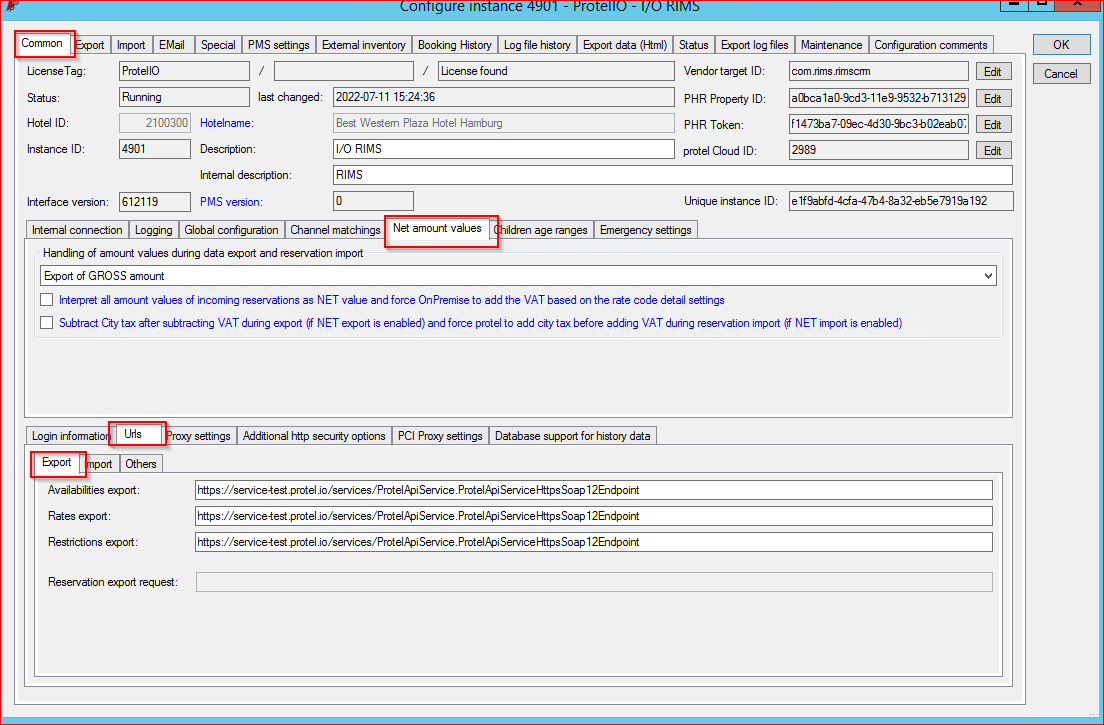 Configure instance 4901 - ProtelIO - I/O RIMS
Common Export Import EMail Special PMS settings External inventory Booking History Log file history Export data (Html) Status Export log files Maintenance Configuration comments
OK
Cancel
LicenseTag: ProtelIO / / License found Vendor target ID: com.rims.rimscrm Edit
Status: Running last changed: 2022-07-11 15:24:36 PHR Property ID: a0bca1a0-9cd3-11e9-9532-b713129 Edit
Hotel ID: 2100300 Hotelname: Best Western Plaza Hotel Hamburg PHR Token: f1473ba7-09ec-4d30-9bc3-b02eab07 Edit
Instance ID: 4901 Description: I/O RIMS protel Cloud ID: 2989 Edit
Internal description: RIMS
Interface version: 612119 PMS version: 0 Unique instance ID: e1f9abfd-4cfa-47b4-8a32-eb5e7919a192
Internal connection Logging Global configuration Channel matchings Net amount values Children age ranges Emergency settings
Handling of amount values during data export and reservation import
Export of GROSS amount
Interpret all amount values of incoming reservations as NET value and force OnPremise to add the VAT based on the rate code detail settings
Subtract City tax after subtracting VAT during export (if NET export is enabled) and force protel to add city tax before adding VAT during reservation import (if NET import is enabled)
Login information Urls Proxy settings Additional http security options PCI Proxy settings Database support for history data
Export Import Others
Availabilities export: https://service-test.protel.io/services/ProtelApiService.ProtelApiServiceHttpsSoap12Endpoint
Rates export: https://service-test.protel.io/services/ProtelApiService.ProtelApiServiceHttpsSoap12Endpoint
Restrictions export: https://service-test.protel.io/services/ProtelApiService.ProtelApiServiceHttpsSoap12Endpoint
Reservation export request: